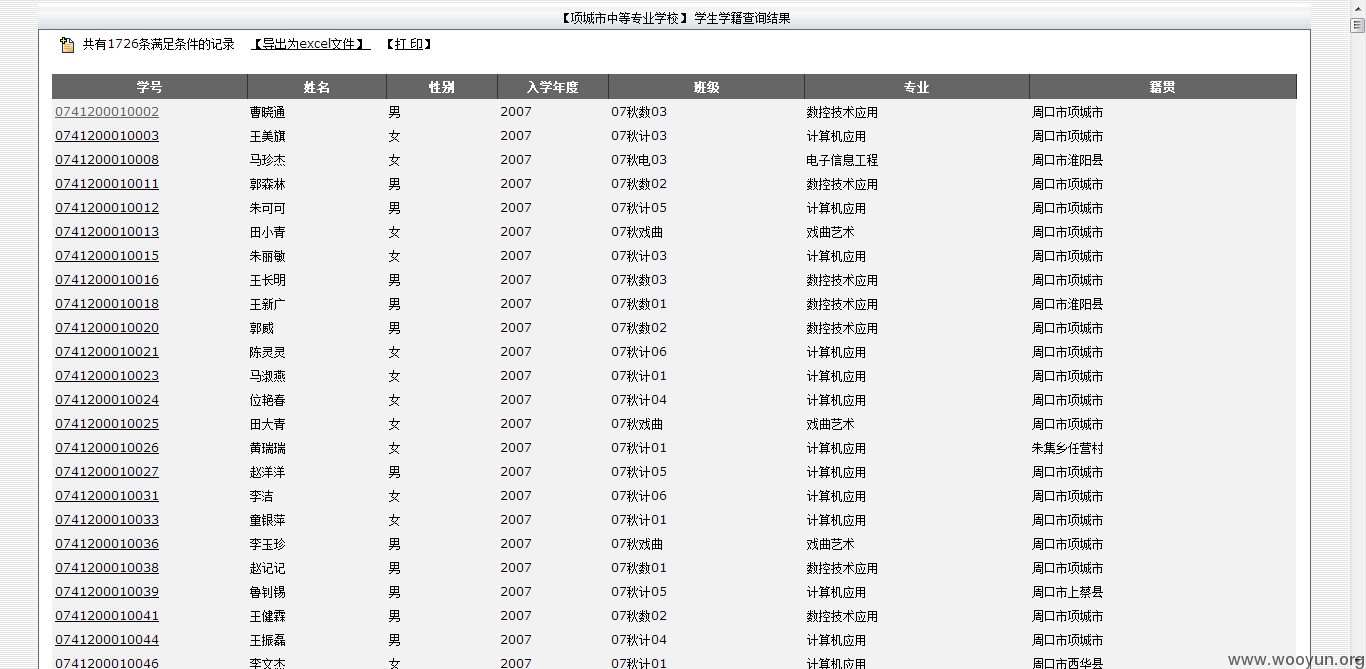 【项城市中等专业学校】 学生学籍查询结果
共有1726条满足条件的记录 【导出为excel文件】 【打 印】
学号 姓名 性别 入学年度 班级 专业 籍贯
0741200010002 曹晓通 男 2007 07秋数03 数控技术应用 周口市项城市
0741200010003 王美旗 女 2007 07秋计03 计算机应用 周口市项城市
0741200010008 马珍杰 女 2007 07秋电03 电子信息工程 周口市淮阳县
0741200010011 郭森林 男 2007 07秋数02 数控技术应用 周口市项城市
0741200010012 朱可可 男 2007 07秋计05 计算机应用 周口市项城市
0741200010013 田小青 女 2007 07秋戏曲 戏曲艺术 周口市项城市
0741200010015 朱丽敏 女 2007 07秋计03 计算机应用 周口市项城市
0741200010016 王长明 男 2007 07秋数03 数控技术应用 周口市项城市
0741200010018 王新广 男 2007 07秋数01 数控技术应用 周口市淮阳县
0741200010020 郭威 男 2007 07秋数02 数控技术应用 周口市项城市
0741200010021 陈灵灵 女 2007 07秋计06 计算机应用 周口市项城市
0741200010023 马淑燕 女 2007 07秋计01 计算机应用 周口市项城市
0741200010024 位艳春 女 2007 07秋计04 计算机应用 周口市项城市
0741200010025 田大青 女 2007 07秋戏曲 戏曲艺术 周口市项城市
0741200010026 黄瑞瑞 女 2007 07秋计01 计算机应用 朱集乡任营村
0741200010027 赵洋洋 男 2007 07秋计05 计算机应用 周口市项城市
0741200010031 李洁 女 2007 07秋计06 计算机应用 周口市项城市
0741200010033 童银萍 女 2007 07秋计01 计算机应用 周口市项城市
0741200010036 李玉珍 男 2007 07秋戏曲 戏曲艺术 周口市项城市
0741200010038 赵记记 男 2007 07秋数01 数控技术应用 周口市项城市
0741200010039 鲁钊锡 男 2007 07秋计05 计算机应用 周口市上蔡县
0741200010041 王健霖 男 2007 07秋数02 数控技术应用 周口市项城市
0741200010044 王振磊 男 2007 07秋计04 计算机应用 周口市项城市
0741200010046 李文杰 女 2007 07秋计01 计算机应用 周口市西华县
www.wooyun.org